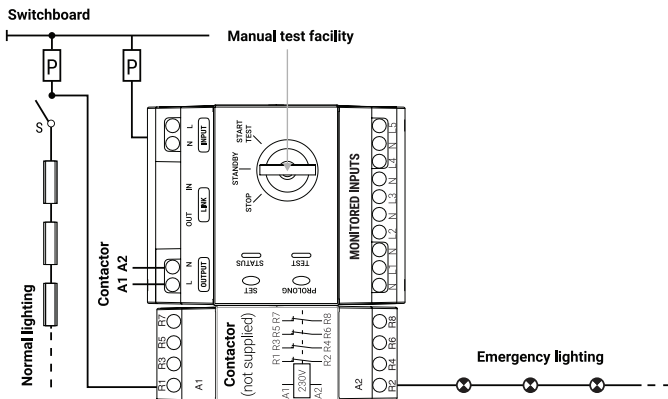 Switchboard
Manual test facility
P
P
S
Normal lighting
Contactor
A1 A2
L
N
INPUT
IN
LINK
OUT
N
L
OUTPUT
START
TEST
STANDBY
STOP
STATUS
TEST
SET
PROLONG
MONITORED INPUTS
L5
N
L4
N
L3
N
L2
N
L1
N
R7
R5
R3
R1
A1
Contactor
(not supplied)
R1 R3 R5 R7
R2 R4 R6 R8
A1
230V
A2
A2
R8
R6
R4
R2
Emergency lighting